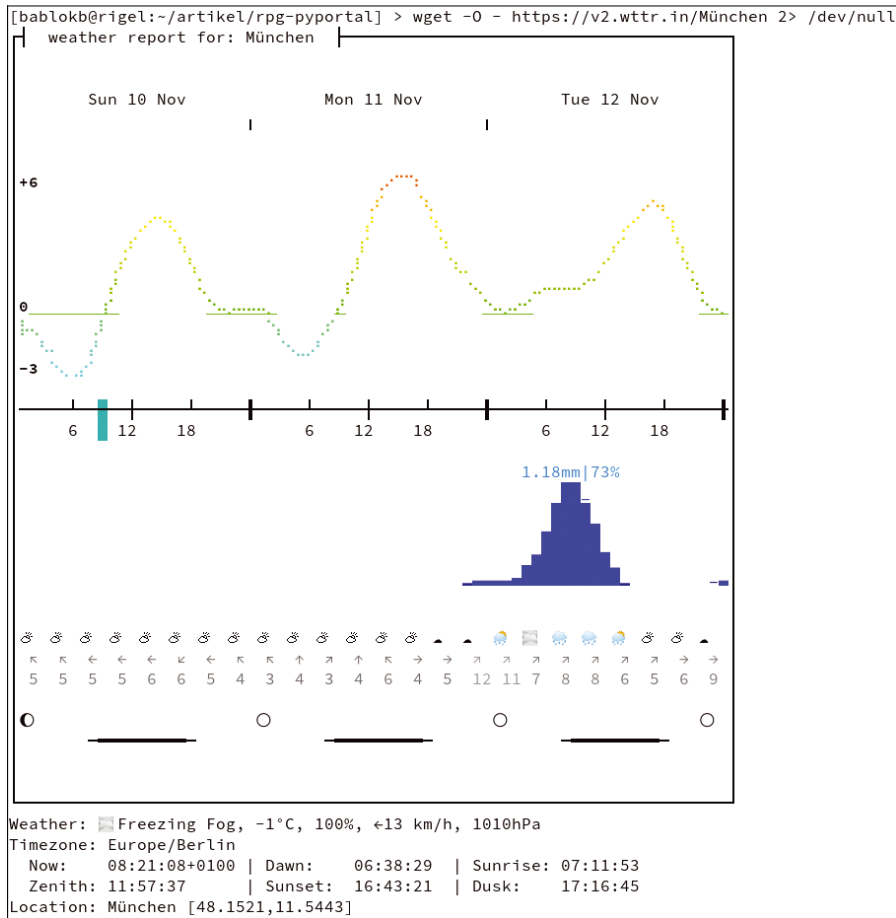 [bablokb@rigel:~/artikel/rpg-pyportal] > wget -O - https://v2.wttr.in/München 2> /dev/null
weather report for: München
Sun 10 Nov Mon 11 Nov Tue 12 Nov
+6
0
-3
6 12 18 6 12 18 6 12 18
1.18mm|73%
↖ ↖ ← ← ← ↙ ← ↖ ↖ ↑ ↗ ↑ ↖ → → ↗ ↗ ↗ ↗ ↗ ↗ ↗ → →
5 5 5 5 6 6 5 4 3 4 3 4 6 4 5 12 11 7 8 8 6 5 6 9
Weather: Freezing Fog, -1°C, 100%, ←13 km/h, 1010hPa
Timezone: Europe/Berlin
Now: 08:21:08+0100 | Dawn: 06:38:29 | Sunrise: 07:11:53
Zenith: 11:57:37 | Sunset: 16:43:21 | Dusk: 17:16:45
Location: München [48.1521,11.5443]